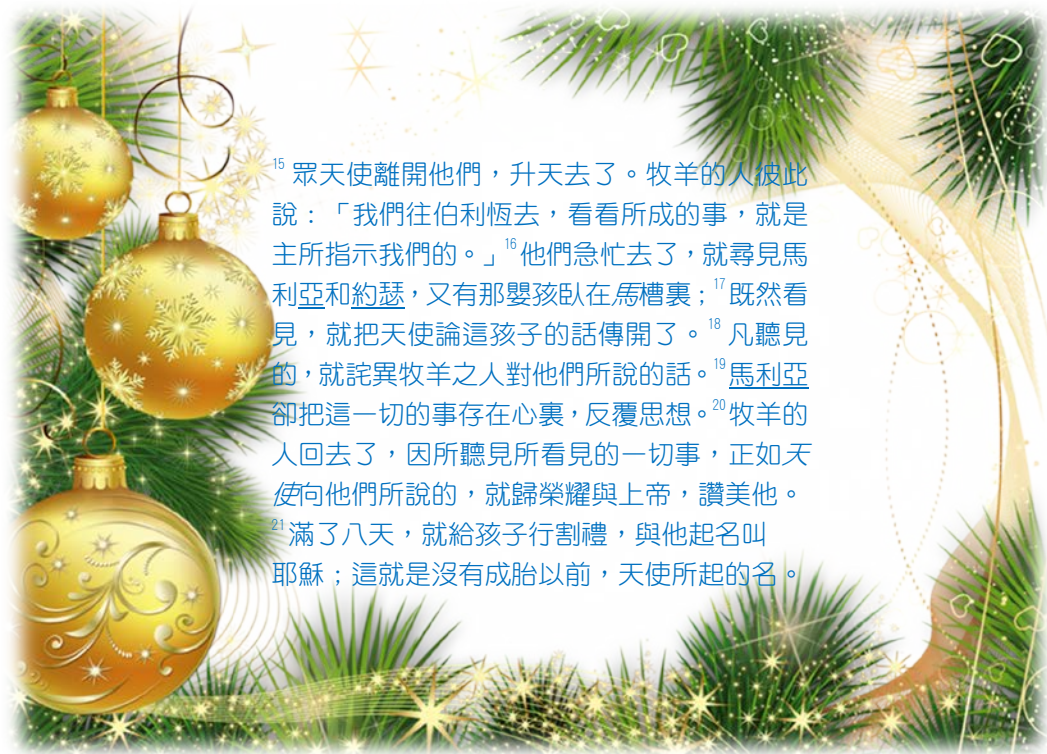 15 眾天使離開他們，升天去了。牧羊的人彼此
說：「我們往伯利恆去，看看所成的事，就是
主所指示我們的。」16 他們急忙去了，就尋見馬
利亞和約瑟，又有那嬰孩臥在馬槽裏；17 既然看
見，就把天使論這孩子的話傳開了。18 凡聽見
的，就詫異牧羊之人對他們所說的話。19 馬利亞
卻把這一切的事存在心裏，反覆思想。20 牧羊的
人回去了，因所聽見所看見的一切事，正如天
使向他們所說的，就歸榮耀與上帝，讚美他。
21 滿了八天，就給孩子行割禮，與他起名叫
耶穌；這就是沒有成胎以前，天使所起的名。